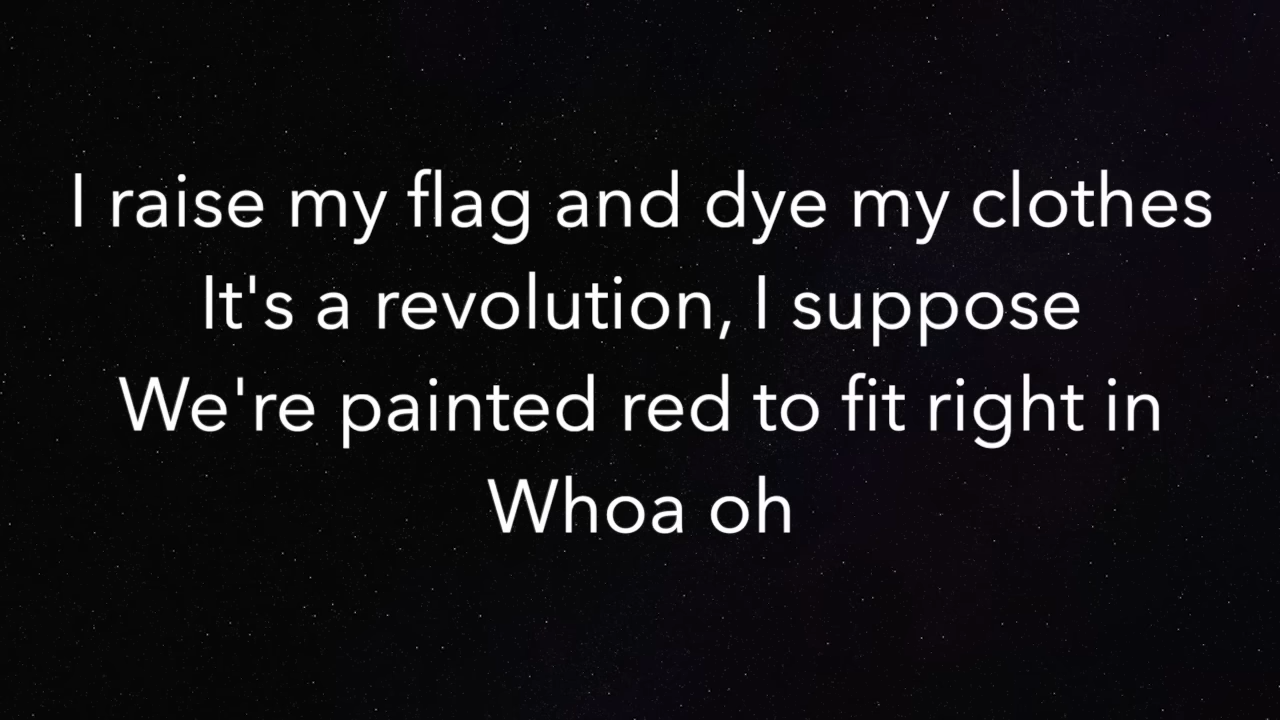 I raise my flag and dye my clothes
It's a revolution, I suppose
We're painted red to fit right in
Whoa oh